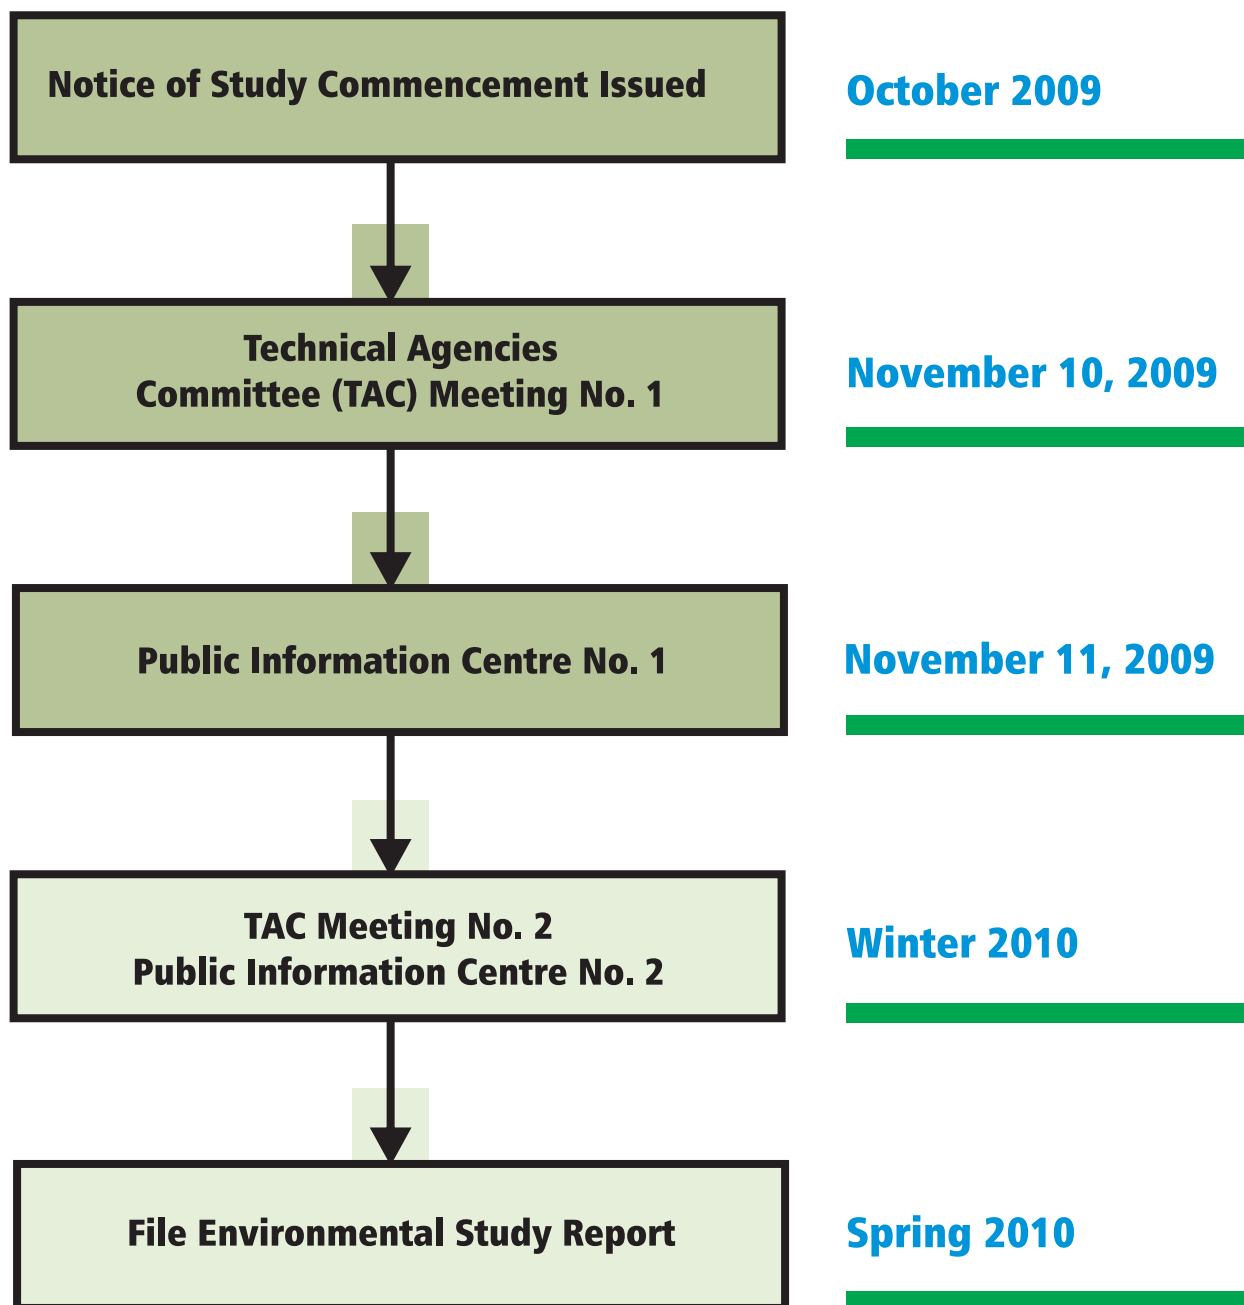 Notice of Study Commencement Issued
October 2009
Technical Agencies
Committee (TAC) Meeting No. 1
November 10, 2009
Public Information Centre No. 1
November 11, 2009
TAC Meeting No. 2
Public Information Centre No. 2
Winter 2010
File Environmental Study Report
Spring 2010